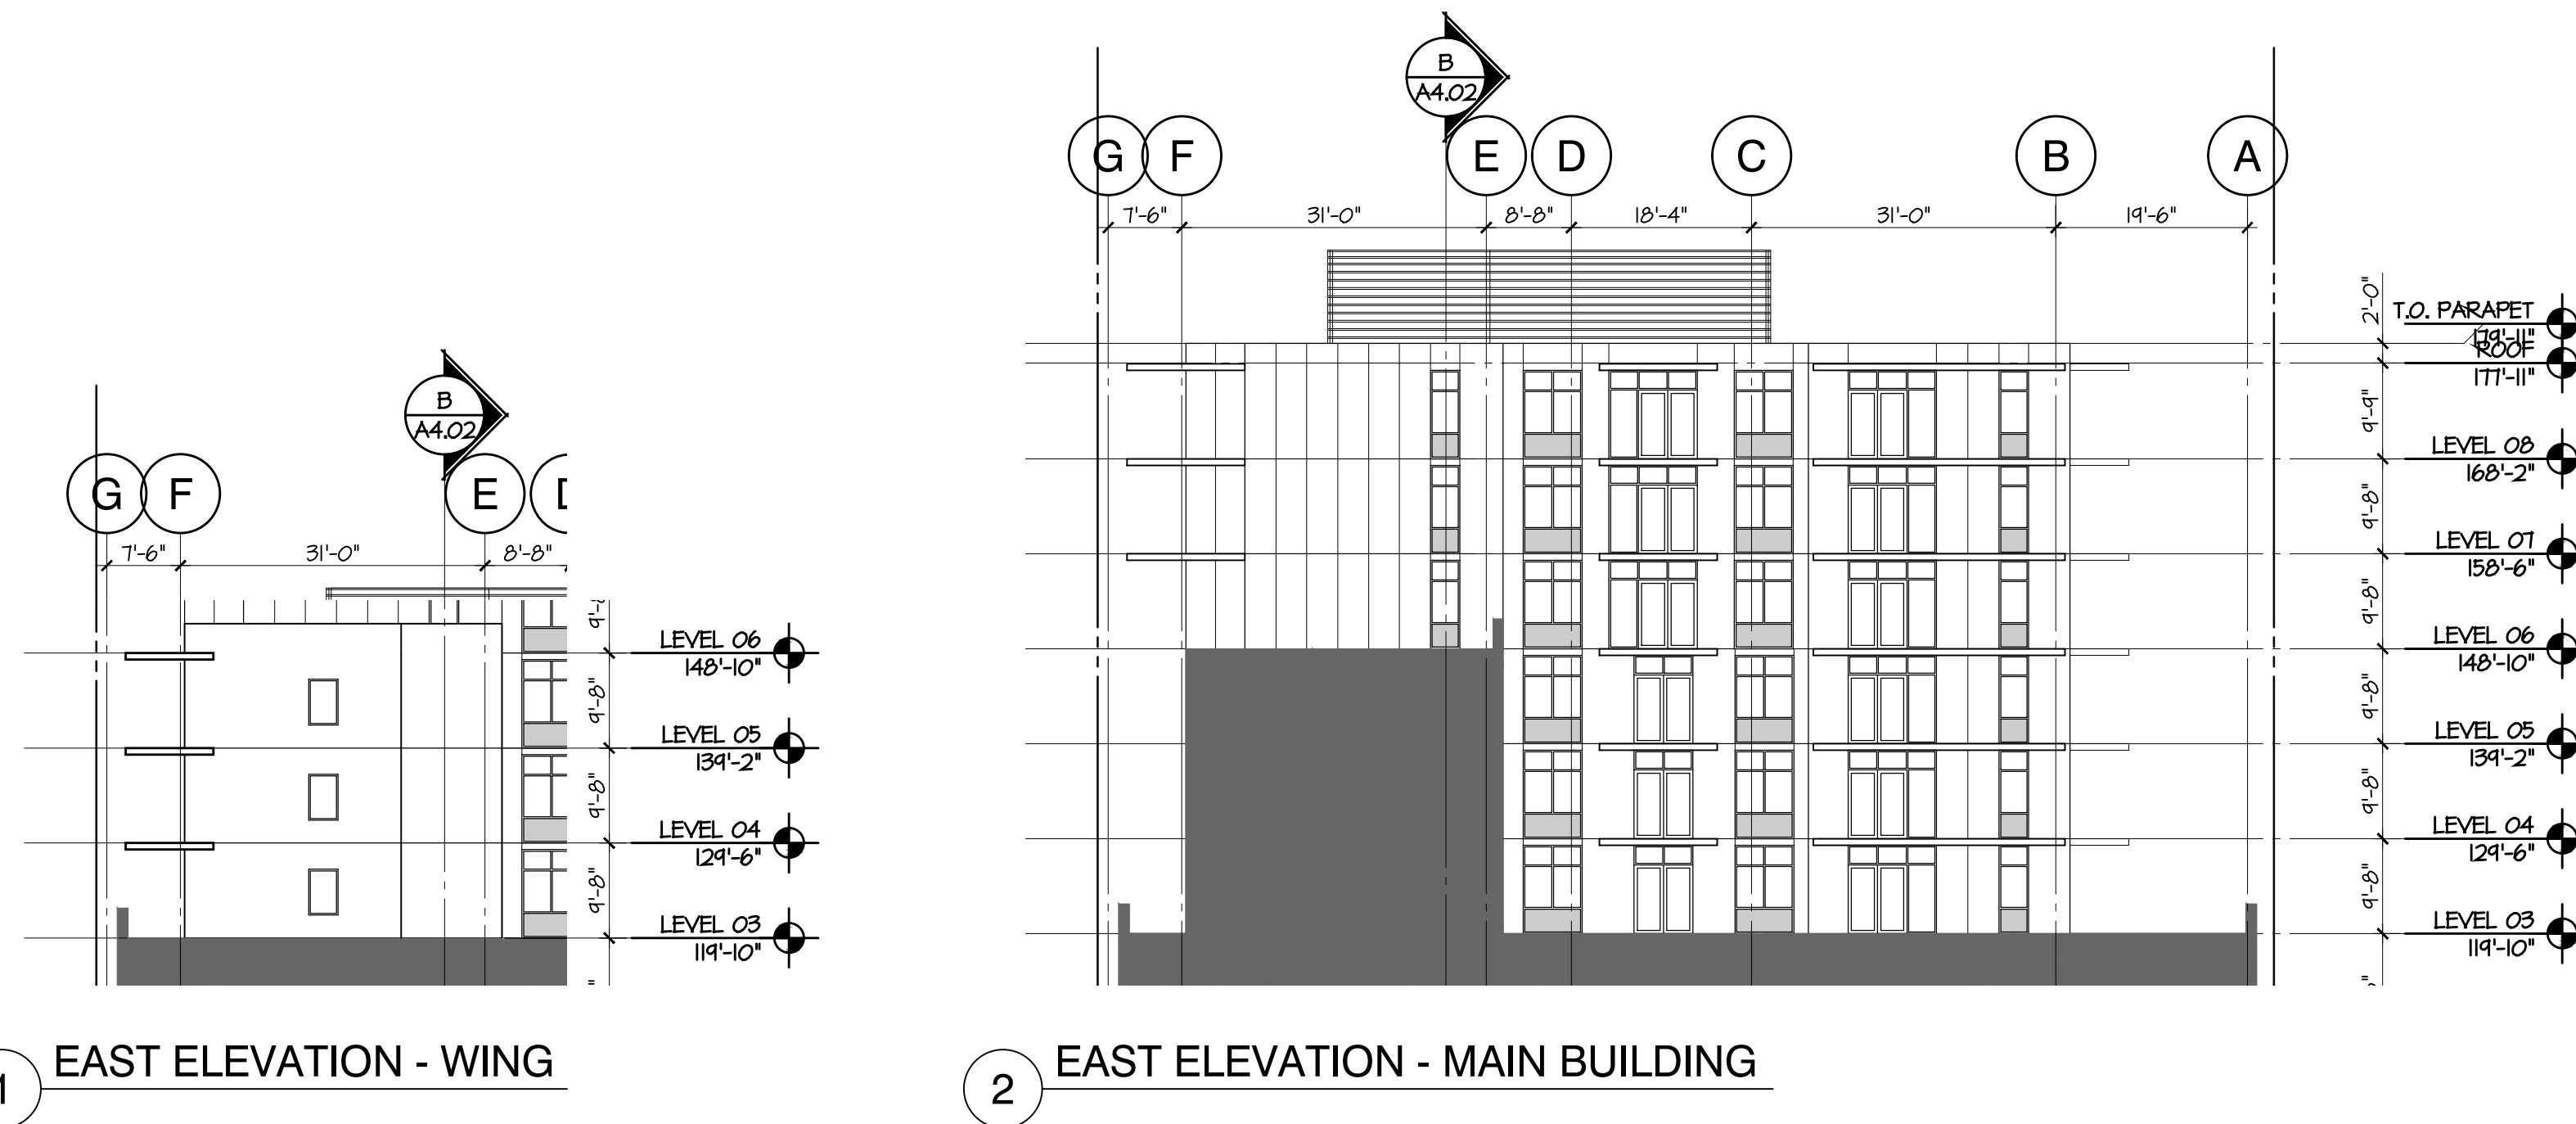 B
A4.02
G F E D C B A
7'-6" 31'-0" 8'-8" 18'-4" 31'-0" 19'-6"
2'-0"
T.O. PARAPET
179'-11"
ROOF
177'-11"
9'-9"
LEVEL 08
168'-2"
9'-8"
LEVEL 07
158'-6"
9'-8"
LEVEL 06
148'-10"
9'-8"
LEVEL 05
139'-2"
9'-8"
LEVEL 04
129'-6"
9'-8"
LEVEL 03
119'-10"
B
A4.02
G F E
7'-6" 31'-0" 8'-8"
LEVEL 06
148'-10"
9'-8"
LEVEL 05
139'-2"
9'-8"
LEVEL 04
129'-6"
9'-8"
LEVEL 03
119'-10"
1 EAST ELEVATION - WING
2 EAST ELEVATION - MAIN BUILDING